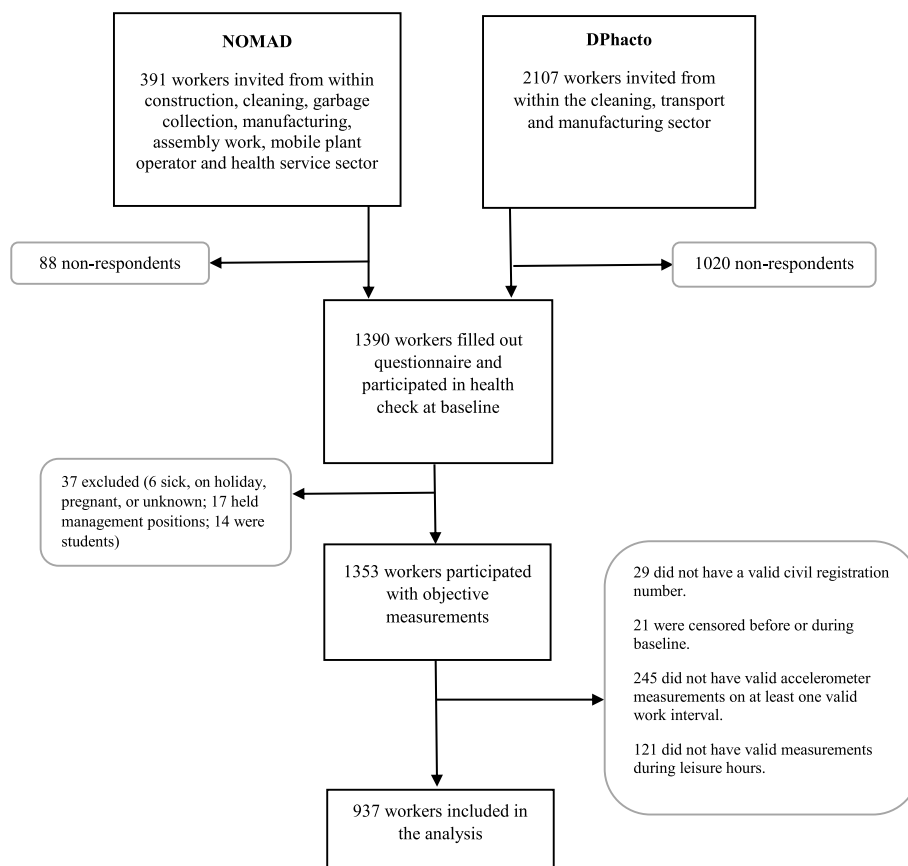 NOMAD
391 workers invited from within
construction, cleaning, garbage
collection, manufacturing,
assembly work, mobile plant
operator and health service sector
DPhacto
2107 workers invited from
within the cleaning, transport
and manufacturing sector
88 non-respondents
1020 non-respondents
1390 workers filled out
questionnaire and
participated in health
check at baseline
37 excluded (6 sick, on holiday,
pregnant, or unknown; 17 held
management positions; 14 were
students)
1353 workers participated
with objective
measurements
29 did not have a valid civil registration
number.
21 were censored before or during
baseline.
245 did not have valid accelerometer
measurements on at least one valid
work interval.
121 did not have valid measurements
during leisure hours.
937 workers included in
the analysis